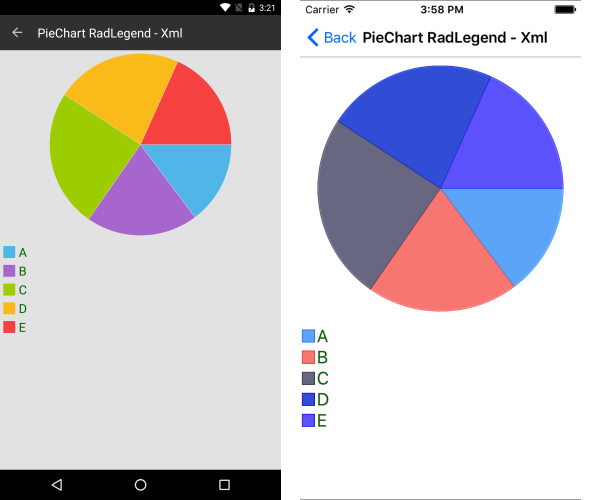 3:21
PieChart RadLegend - Xml
A
B
C
D
E
Carrier 3:58 PM
Back PieChart RadLegend - Xml
A
B
C
D
E